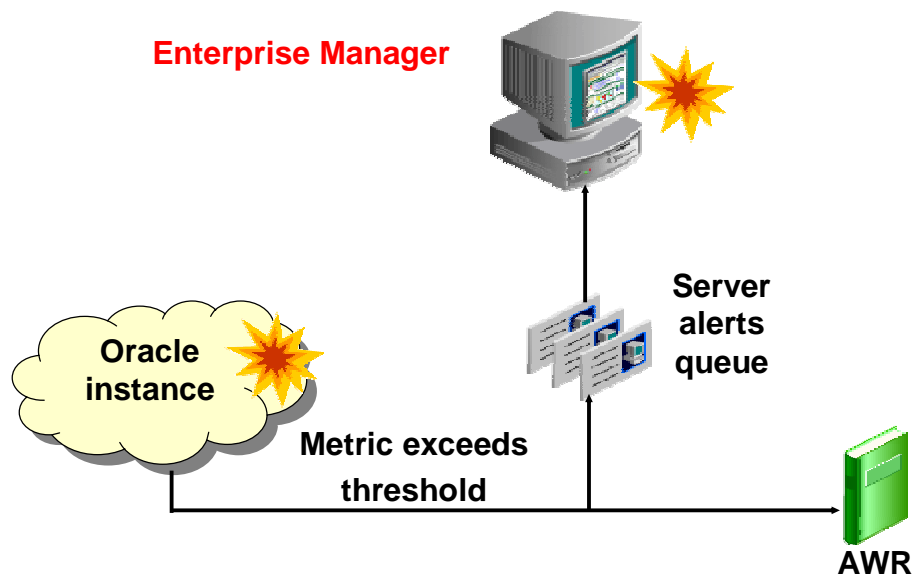 Enterprise Manager
Server
alerts
queue
Oracle
instance
Metric exceeds
threshold
AWR